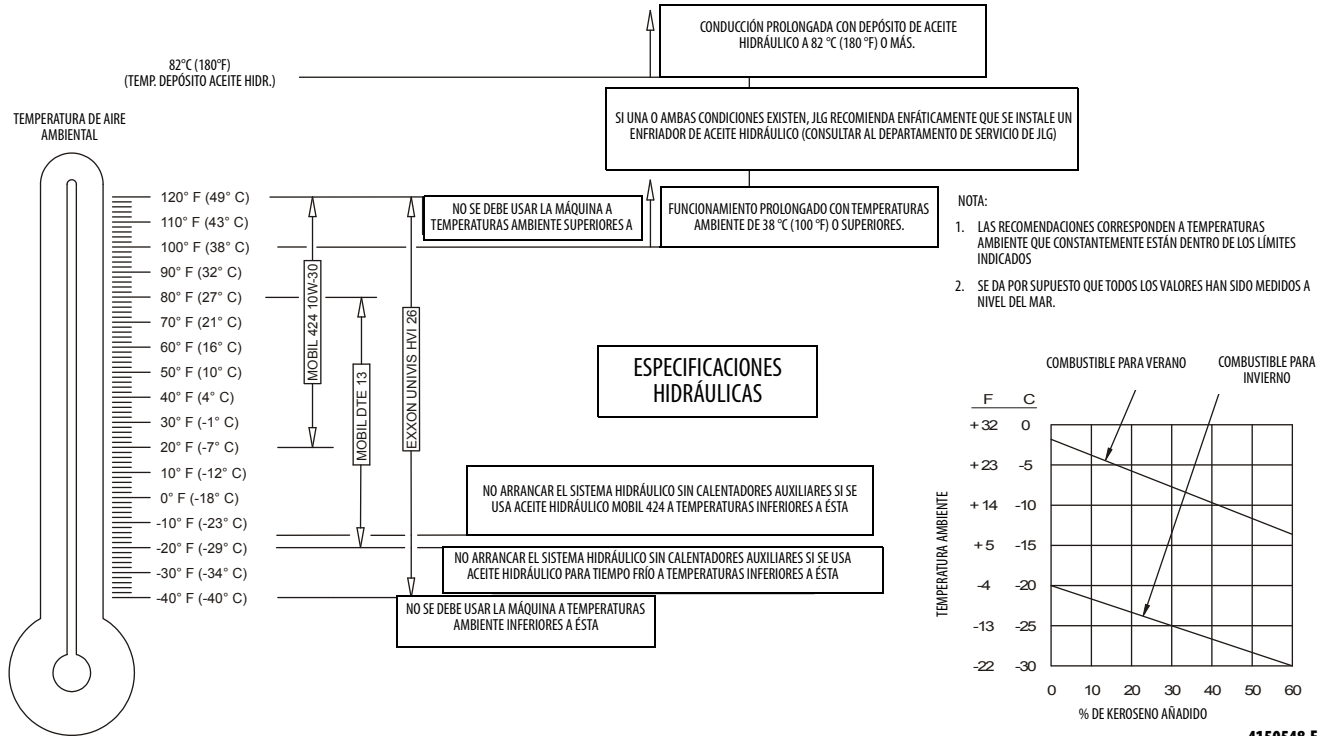 CONDUCCIÓN PROLONGADA CON DEPÓSITO DE ACEITE
HIDRÁULICO A 82 °C (180 °F) O MÁS.
82°C (180°F)
(TEMP. DEPÓSITO ACEITE HIDR.)
SI UNA O AMBAS CONDICIONES EXISTEN, JLG RECOMIENDA ENFÁTICAMENTE QUE SE INSTALE UN
ENFRIADOR DE ACEITE HIDRÁULICO (CONSULTAR AL DEPARTAMENTO DE SERVICIO DE JLG)
TEMPERATURA DE AIRE
AMBIENTAL
120° F (49° C)
110° F (43° C)
100° F (38° C)
90° F (32° C)
80° F (27° C)
70° F (21° C)
60° F (16° C)
50° F (10° C)
40° F (4° C)
30° F (-1° C)
20° F (-7° C)
10° F (-12° C)
0° F (-18° C)
-10° F (-23° C)
-20° F (-29° C)
-30° F (-34° C)
-40° F (-40° C)
MOBIL 424 10W-30
MOBIL DTE 13
EXXON UNIVIS HVI 26
NO SE DEBE USAR LA MÁQUINA A
TEMPERATURAS AMBIENTE SUPERIORES A
FUNCIONAMIENTO PROLONGADO CON TEMPERATURAS
AMBIENTE DE 38 °C (100 °F) O SUPERIORES.
NOTA:
1. LAS RECOMENDACIONES CORRESPONDEN A TEMPERATURAS
AMBIENTE QUE CONSTANTEMENTE ESTÁN DENTRO DE LOS LÍMITES
INDICADOS
2. SE DA POR SUPUESTO QUE TODOS LOS VALORES HAN SIDO MEDIDOS A
NIVEL DEL MAR.
ESPECIFICACIONES
HIDRÁULICAS
NO ARRANCAR EL SISTEMA HIDRÁULICO SIN CALENTADORES AUXILIARES SI SE
USA ACEITE HIDRÁULICO MOBIL 424 A TEMPERATURAS INFERIORES A ÉSTA
NO ARRANCAR EL SISTEMA HIDRÁULICO SIN CALENTADORES AUXILIARES SI SE USA
ACEITE HIDRÁULICO PARA TIEMPO FRÍO A TEMPERATURAS INFERIORES A ÉSTA
NO SE DEBE USAR LA MÁQUINA A TEMPERATURAS
AMBIENTE INFERIORES A ÉSTA
COMBUSTIBLE PARA VERANO
COMBUSTIBLE PARA
INVIERNO
F C
+32 0
+23 -5
+14 -10
+5 -15
-4 -20
-13 -25
-22 -30
TEMPERATURA AMBIENTE
0 10 20 30 40 50 60
% DE KEROSENO AÑADIDO